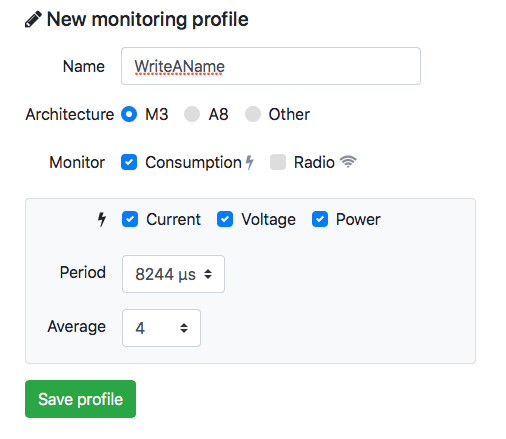 New monitoring profile
Name WriteAName
Architecture M3 A8 Other
Monitor Consumption Radio
Current Voltage Power
Period 8244 µs
Average 4
Save profile